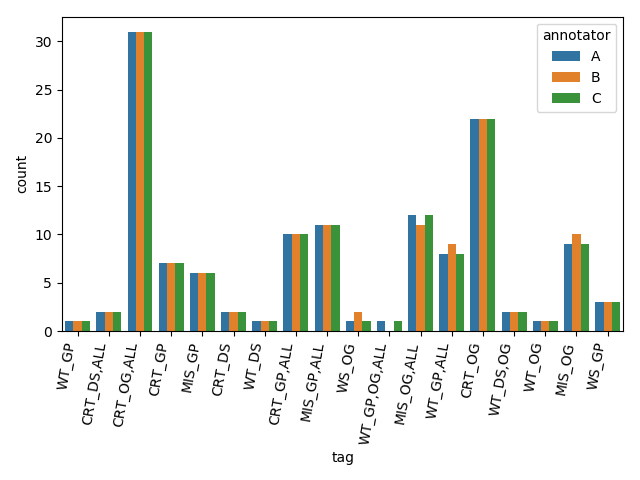 annotator
A
B
C
count
30
25
20
15
10
5
0
WT_GP
CRT_DS,ALL
CRT_OG,ALL
CRT_GP
MIS_GP
CRT_DS
WT_DS
CRT_GP,ALL
MIS_GP,ALL
WS_OG
WT_GP,OG,ALL
MIS_OG,ALL
WT_GP,ALL
CRT_OG
WT_DS,OG
WT_OG
MIS_OG
WS_GP
tag